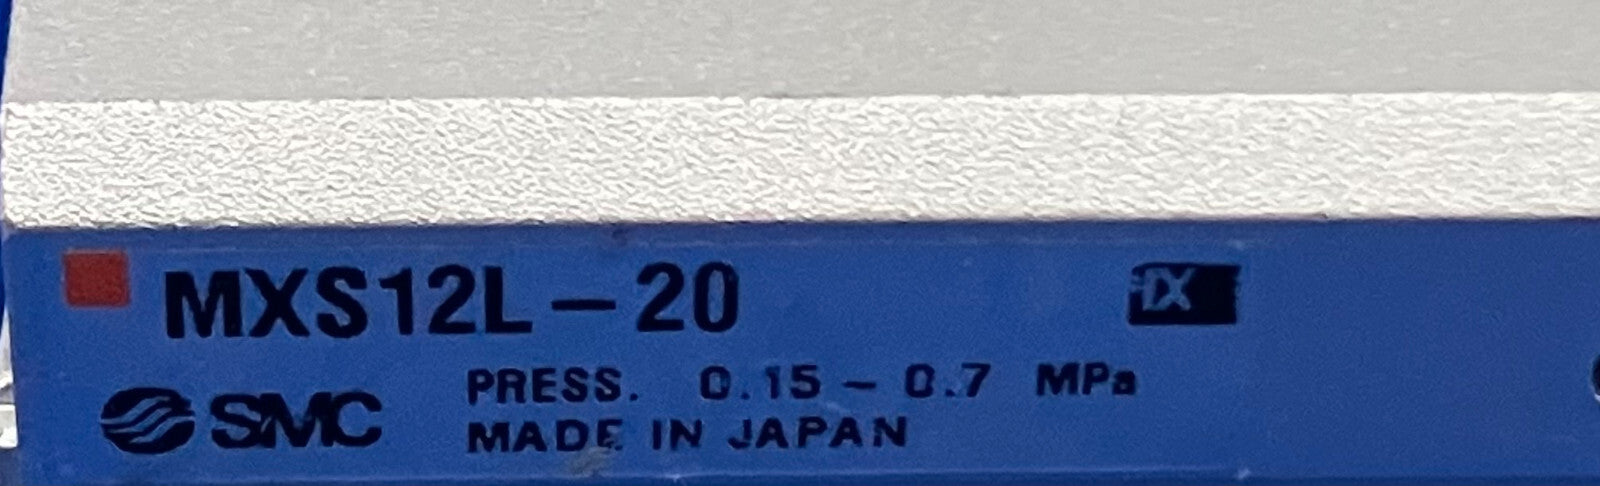 MXS12L-20
IX
SMC
PRESS. 0.15 - 0.7 MPa
MADE IN JAPAN